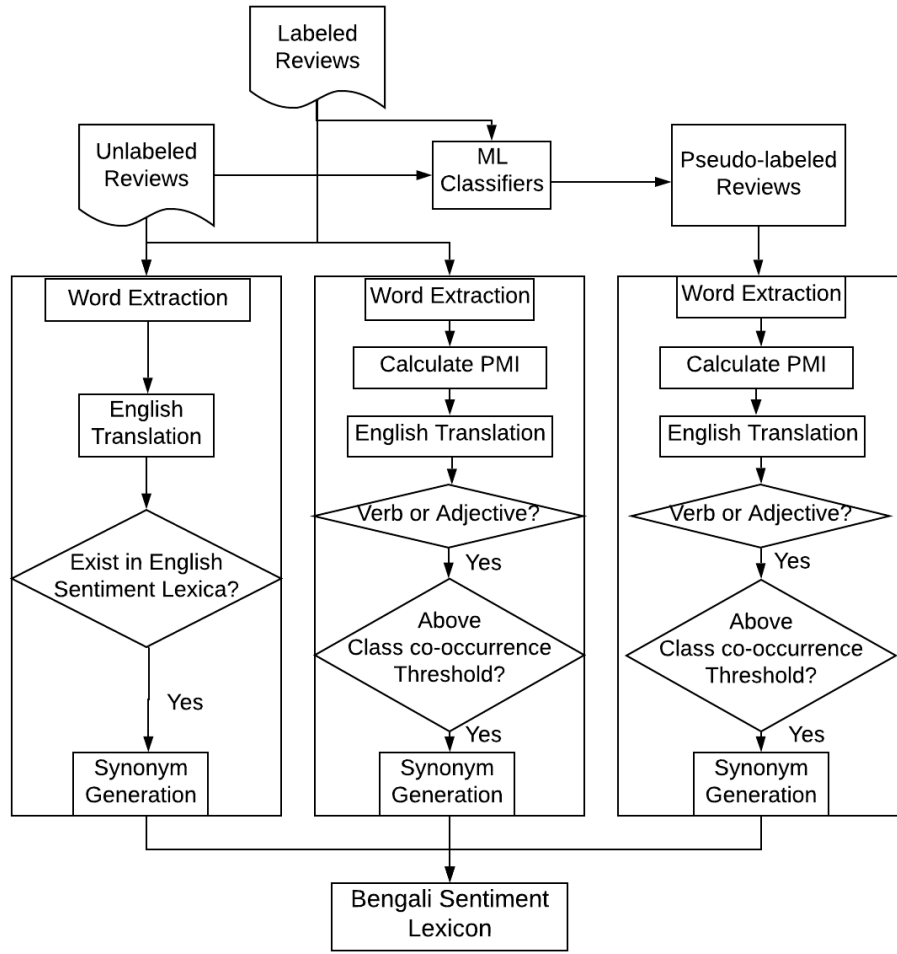 Labeled
Reviews
Unlabeled
Reviews
ML
Classifiers
Pseudo-labeled
Reviews
Word Extraction
English
Translation
Exist in English
Sentiment Lexica?
Yes
Synonym
Generation
Word Extraction
Calculate PMI
English Translation
Verb or Adjective?
Yes
Above
Class co-occurrence
Threshold?
Yes
Synonym
Generation
Word Extraction
Calculate PMI
English Translation
Verb or Adjective?
Yes
Above
Class co-occurrence
Threshold?
Yes
Synonym
Generation
Bengali Sentiment
Lexicon